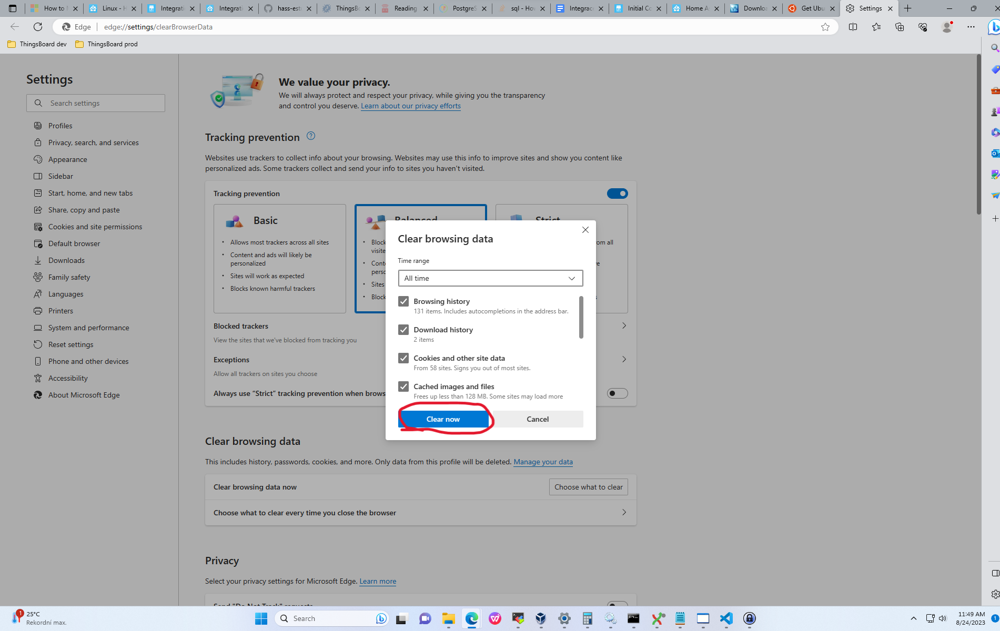 How to
Linux - H
Integrati
Integratio
hass-est
ThingsBo
Reading
PostgreS
sql - Ho
Integrace
Initial Co
Home A
Downloa
Get Ubu
Settings
Edge
edge://settings/clearBrowserData
ThingsBoard dev
ThingsBoard prod
Settings
Search settings
Profiles
Privacy, search, and services
Appearance
Sidebar
Start, home, and new tabs
Share, copy and paste
Cookies and site permissions
Default browser
Downloads
Family safety
Languages
Printers
System and performance
Reset settings
Phone and other devices
Accessibility
About Microsoft Edge
We value your privacy.
We will always protect and respect your privacy, while giving you the transparency
and control you deserve. Learn about our privacy efforts
Tracking prevention
Websites use trackers to collect info about your browsing. Websites may use this info to improve sites and show you content like
personalized ads. Some trackers collect and send your info to sites you haven't visited.
Tracking prevention
Basic
Allows most trackers across all sites
Content and ads will likely be
personalized
Sites will work as expected
Blocks known harmful trackers
Balanced
Block
visite
Conte
perso
Sites
Block
Strict
om all
e
s
Blocked trackers
View the sites that we've blocked from tracking you
Exceptions
Allow all trackers on sites you choose
Always use “Strict” tracking prevention when brows
Clear browsing data
Time range
All time
Browsing history
131 items. Includes autocompletions in the address bar.
Download history
2 items
Cookies and other site data
From 58 sites. Signs you out of most sites.
Cached images and files
Frees up less than 128 MB. Some sites may load more
Clear now
Cancel
Clear browsing data
This includes history, passwords, cookies, and more. Only data from this profile will be deleted. Manage your data
Clear browsing data now
Choose what to clear
Choose what to clear every time you close the browser
Privacy
Select your privacy settings for Microsoft Edge. Learn more
Send "Do Not Track" requests
1
25°C
Rekordní max.
Search
11:49 AM
8/24/2023
1